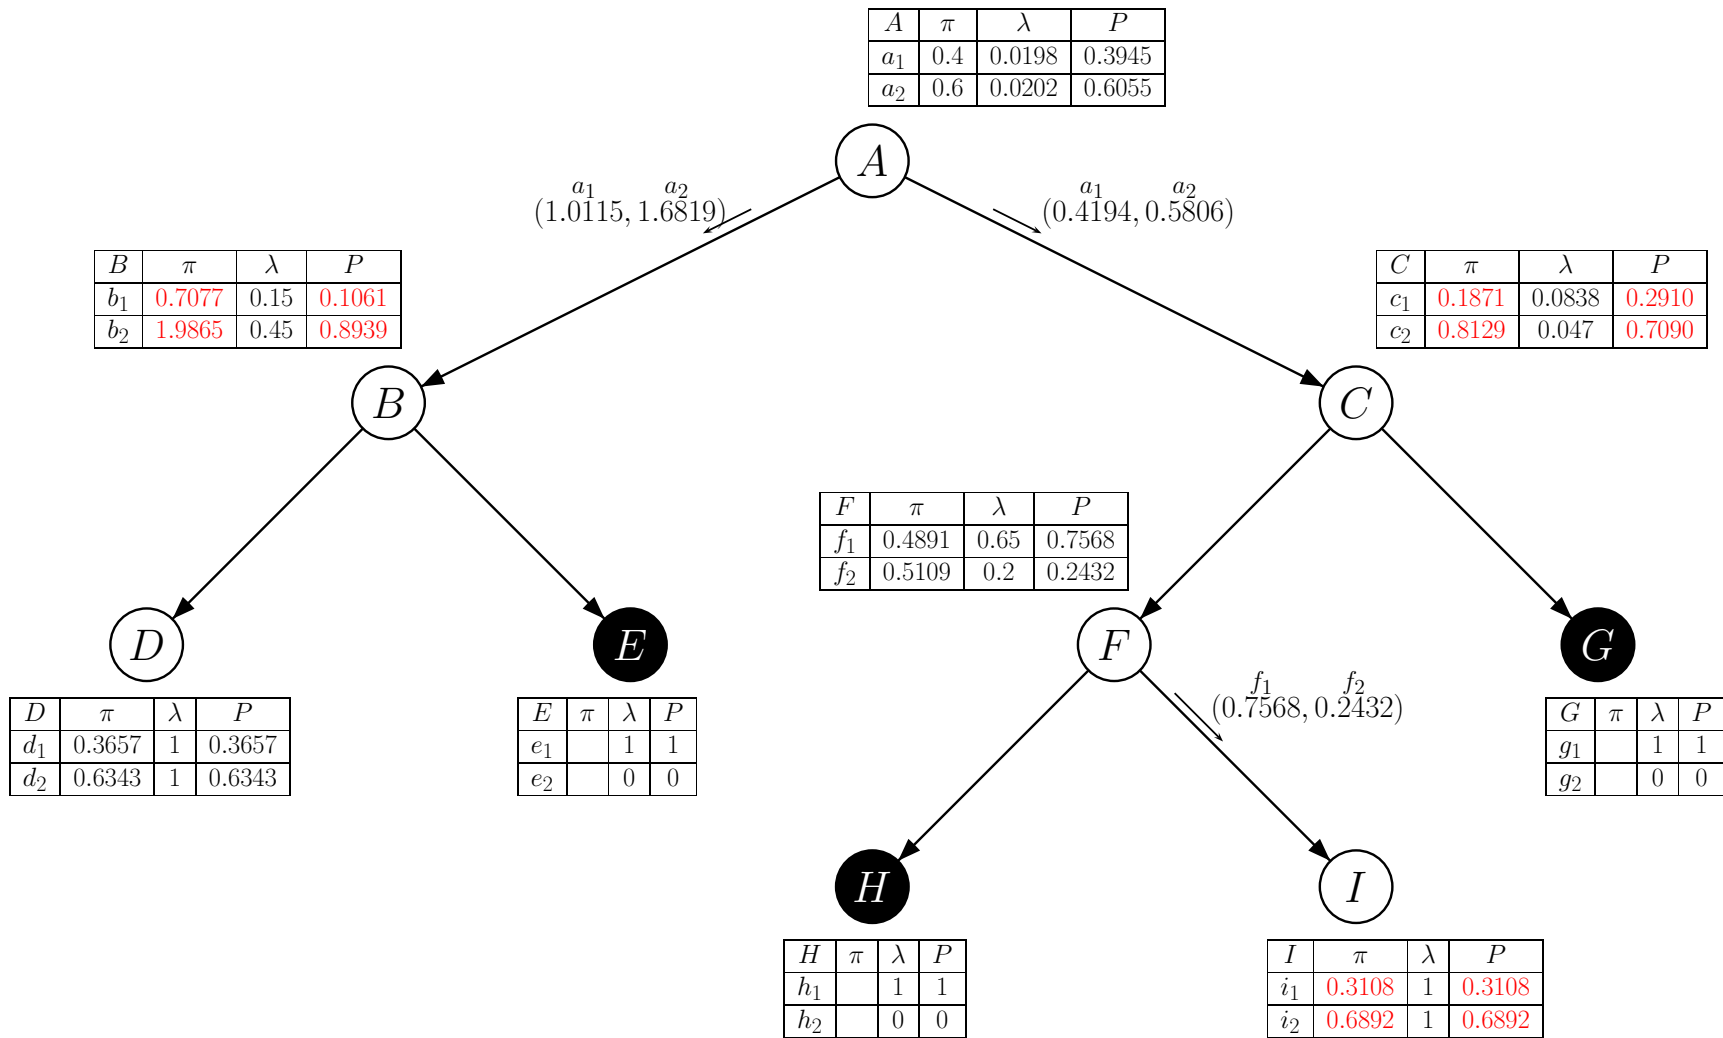 A π λ P
a₁ 0.4 0.0198 0.3945
a₂ 0.6 0.0202 0.6055
A
a₁ a₂
(1.0115, 1.6819)
a₁ a₂
(0.4194, 0.5806)
B π λ P
b₁ 0.7077 0.15 0.1061
b₂ 1.9865 0.45 0.8939
C π λ P
c₁ 0.1871 0.0838 0.2910
c₂ 0.8129 0.047 0.7090
B
C
F π λ P
f₁ 0.4891 0.65 0.7568
f₂ 0.5109 0.2 0.2432
D
E
F
G
f₁ f₂
(0.7568, 0.2432)
D π λ P
d₁ 0.3657 1 0.3657
d₂ 0.6343 1 0.6343
E π λ P
e₁ 1 1
e₂ 0 0
G π λ P
g₁ 1 1
g₂ 0 0
H
I
H π λ P
h₁ 1 1
h₂ 0 0
I π λ P
i₁ 0.3108 1 0.3108
i₂ 0.6892 1 0.6892